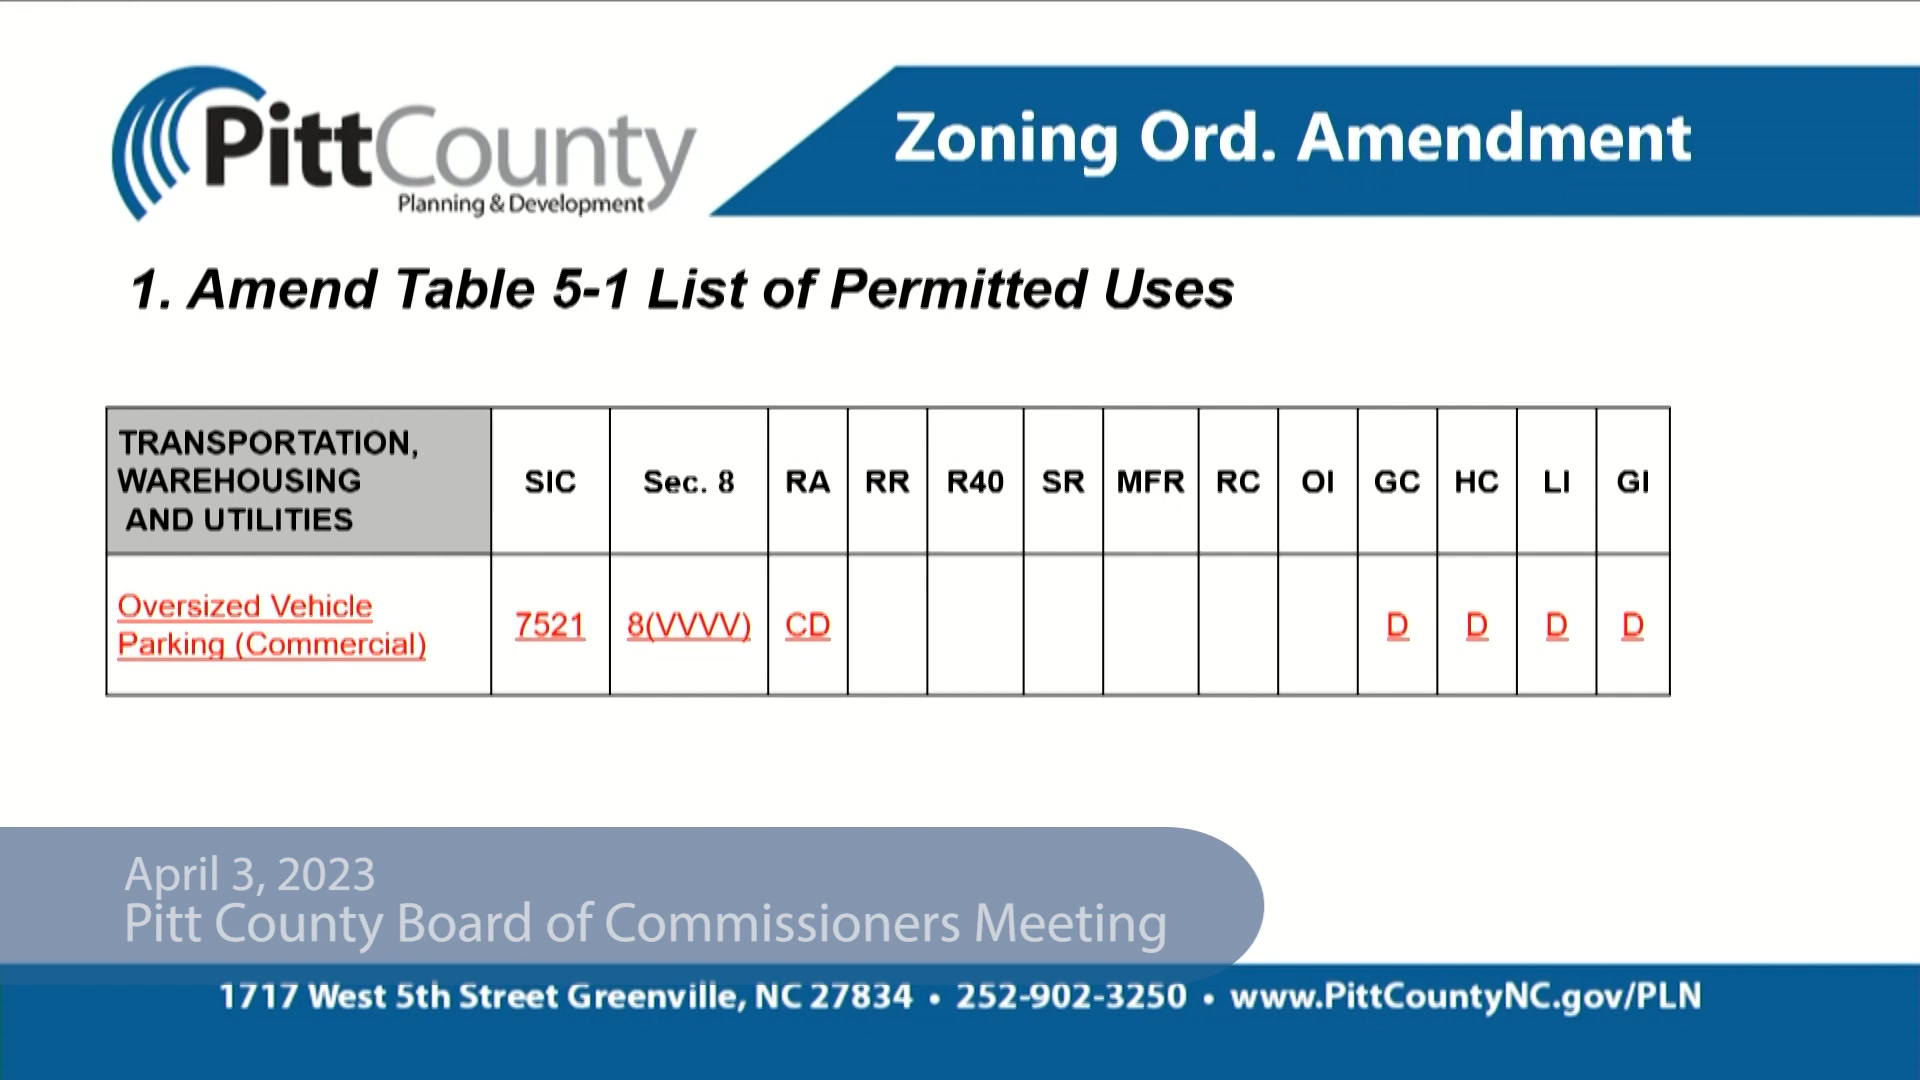 PittCounty
Planning & Development
Zoning Ord. Amendment
1. Amend Table 5-1 List of Permitted Uses
TRANSPORTATION,
WAREHOUSING
AND UTILITIES
SIC Sec. 8 RA RR R40 SR MFR RC OI GC HC LI GI
Oversized Vehicle
Parking (Commercial)
7521 8(VVVV) CD D D D D
April 3, 2023
Pitt County Board of Commissioners Meeting
1717 West 5th Street Greenville, NC 27834 • 252-902-3250 • www.PittCountyNC.gov/PLN